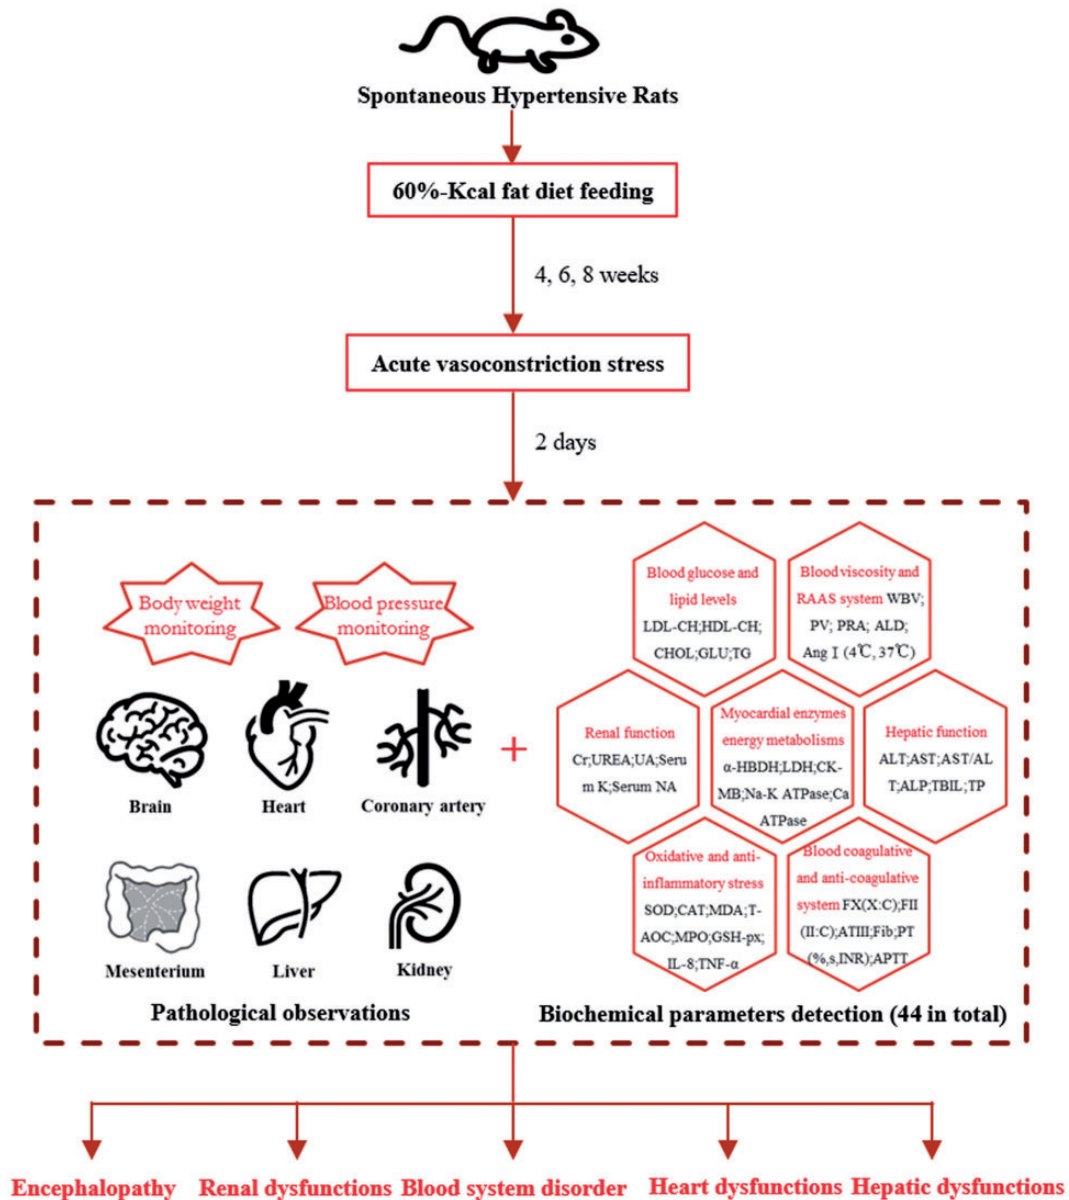 Spontaneous Hypertensive Rats
60%-Kcal fat diet feeding
4, 6, 8 weeks
Acute vasoconstriction stress
2 days
Body weight
monitoring
Blood pressure
monitoring
Brain
Heart
Coronary artery
Mesenterium
Liver
Kidney
Pathological observations
+
Blood glucose and
lipid levels
LDL-CH;HDL-CH;
CHOL;GLU;TG
Blood viscosity and
RAAS system WBV;
PV; PRA; ALD;
Ang I (4℃, 37℃)
Renal function
Cr;UREA;UA;Seru
m K;Serum NA
Myocardial enzymes
energy metabolisms
α-HBDH;LDH;CK-
MB;Na-K ATPase;Ca
ATPase
Hepatic function
ALT;AST;AST/AL
T;ALP;TBIL;TP
Oxidative and anti-
inflammatory stress
SOD;CAT;MDA;T-
AOC;MPO;GSH-px;
IL-8;TNF-α
Blood coagulative
and anti-coagulative
system FX(X:C);FII
(II:C);ATIII;Fib;PT
(%,s,INR);APTT
Biochemical parameters detection (44 in total)
Encephalopathy
Renal dysfunctions
Blood system disorder
Heart dysfunctions
Hepatic dysfunctions